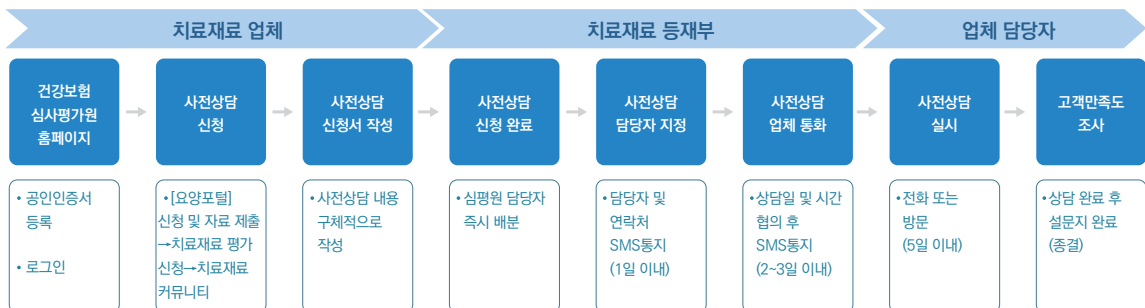 치료재료 업체
치료재료 등재부
업체 담당자
건강보험
심사평가원
홈페이지
사전상담
신청
사전상담
신청서 작성
사전상담
신청 완료
사전상담
담당자 지정
사전상담
업체 통화
사전상담
실시
고객만족도
조사
• 공인인증서
등록
• 로그인
• [요양포털]
신청 및 자료 제출
→치료재료 평가
신청→치료재료
커뮤니티
• 사전상담 내용
구체적으로
작성
• 심평원 담당자
즉시 배분
• 담당자 및
연락처
SMS통지
(1일 이내)
• 상담일 및 시간
협의 후
SMS통지
(2~3일 이내)
• 전화 또는
방문
(5일 이내)
• 상담 완료 후
설문지 완료
(종결)